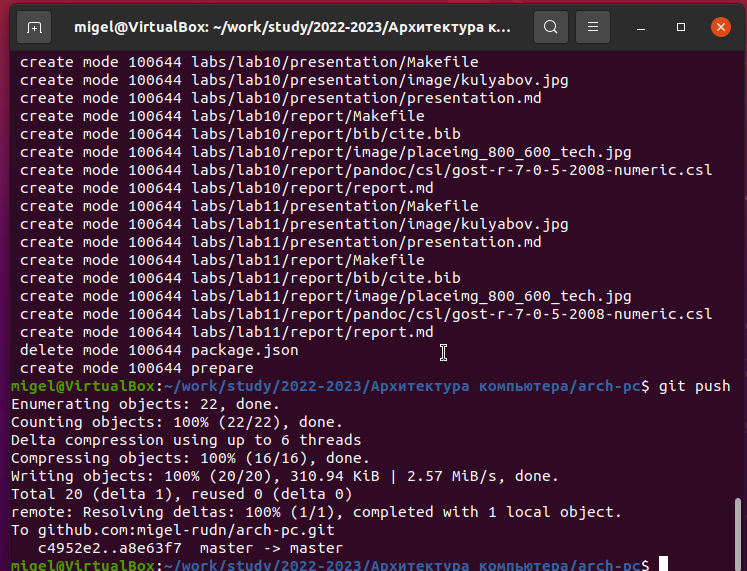 migel@VirtualBox: ~/work/study/2022-2023/Архитектура к...
create mode 100644 labs/lab10/presentation/Makefile
create mode 100644 labs/lab10/presentation/image/kulyabov.jpg
create mode 100644 labs/lab10/presentation/presentation.md
create mode 100644 labs/lab10/report/Makefile
create mode 100644 labs/lab10/report/bib/cite.bib
create mode 100644 labs/lab10/report/image/placeimg_800_600_tech.jpg
create mode 100644 labs/lab10/report/pandoc/csl/gost-r-7-0-5-2008-numeric.csl
create mode 100644 labs/lab10/report/report.md
create mode 100644 labs/lab11/presentation/Makefile
create mode 100644 labs/lab11/presentation/image/kulyabov.jpg
create mode 100644 labs/lab11/presentation/presentation.md
create mode 100644 labs/lab11/report/Makefile
create mode 100644 labs/lab11/report/bib/cite.bib
create mode 100644 labs/lab11/report/image/placeimg_800_600_tech.jpg
create mode 100644 labs/lab11/report/pandoc/csl/gost-r-7-0-5-2008-numeric.csl
create mode 100644 labs/lab11/report/report.md
delete mode 100644 package.json
create mode 100644 prepare
migel@VirtualBox:~/work/study/2022-2023/Архитектура компьютера/arch-pc$ git push
Enumerating objects: 22, done.
Counting objects: 100% (22/22), done.
Delta compression using up to 6 threads
Compressing objects: 100% (16/16), done.
Writing objects: 100% (20/20), 310.94 KiB | 2.57 MiB/s, done.
Total 20 (delta 1), reused 0 (delta 0)
remote: Resolving deltas: 100% (1/1), completed with 1 local object.
To github.com:migel-rudn/arch-pc.git
c4952e2..a8e63f7  master -> master
migel@VirtualBox:~/work/study/2022-2023/Архитектура компьютера/arch-pc$